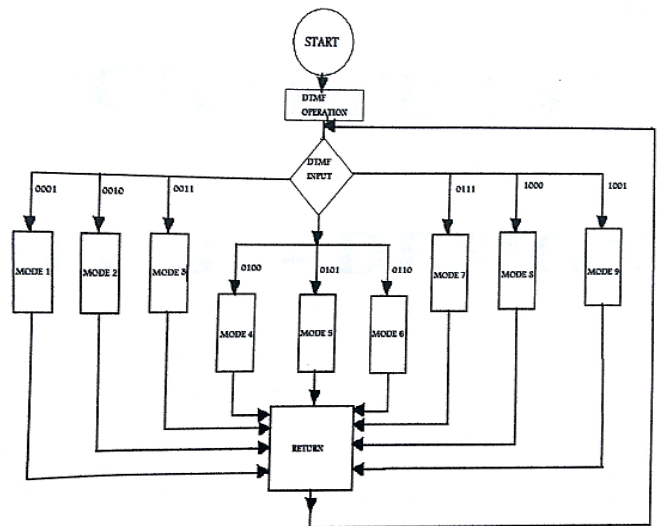 START
DTMF
OPERATION
DTMF
INPUT
0001
0010
0011
0111
1000
1001
MODE 1
MODE 2
MODE 3
MODE 7
MODE 8
MODE 9
0100
0101
0110
MODE 4
MODE 5
MODE 6
RETURN